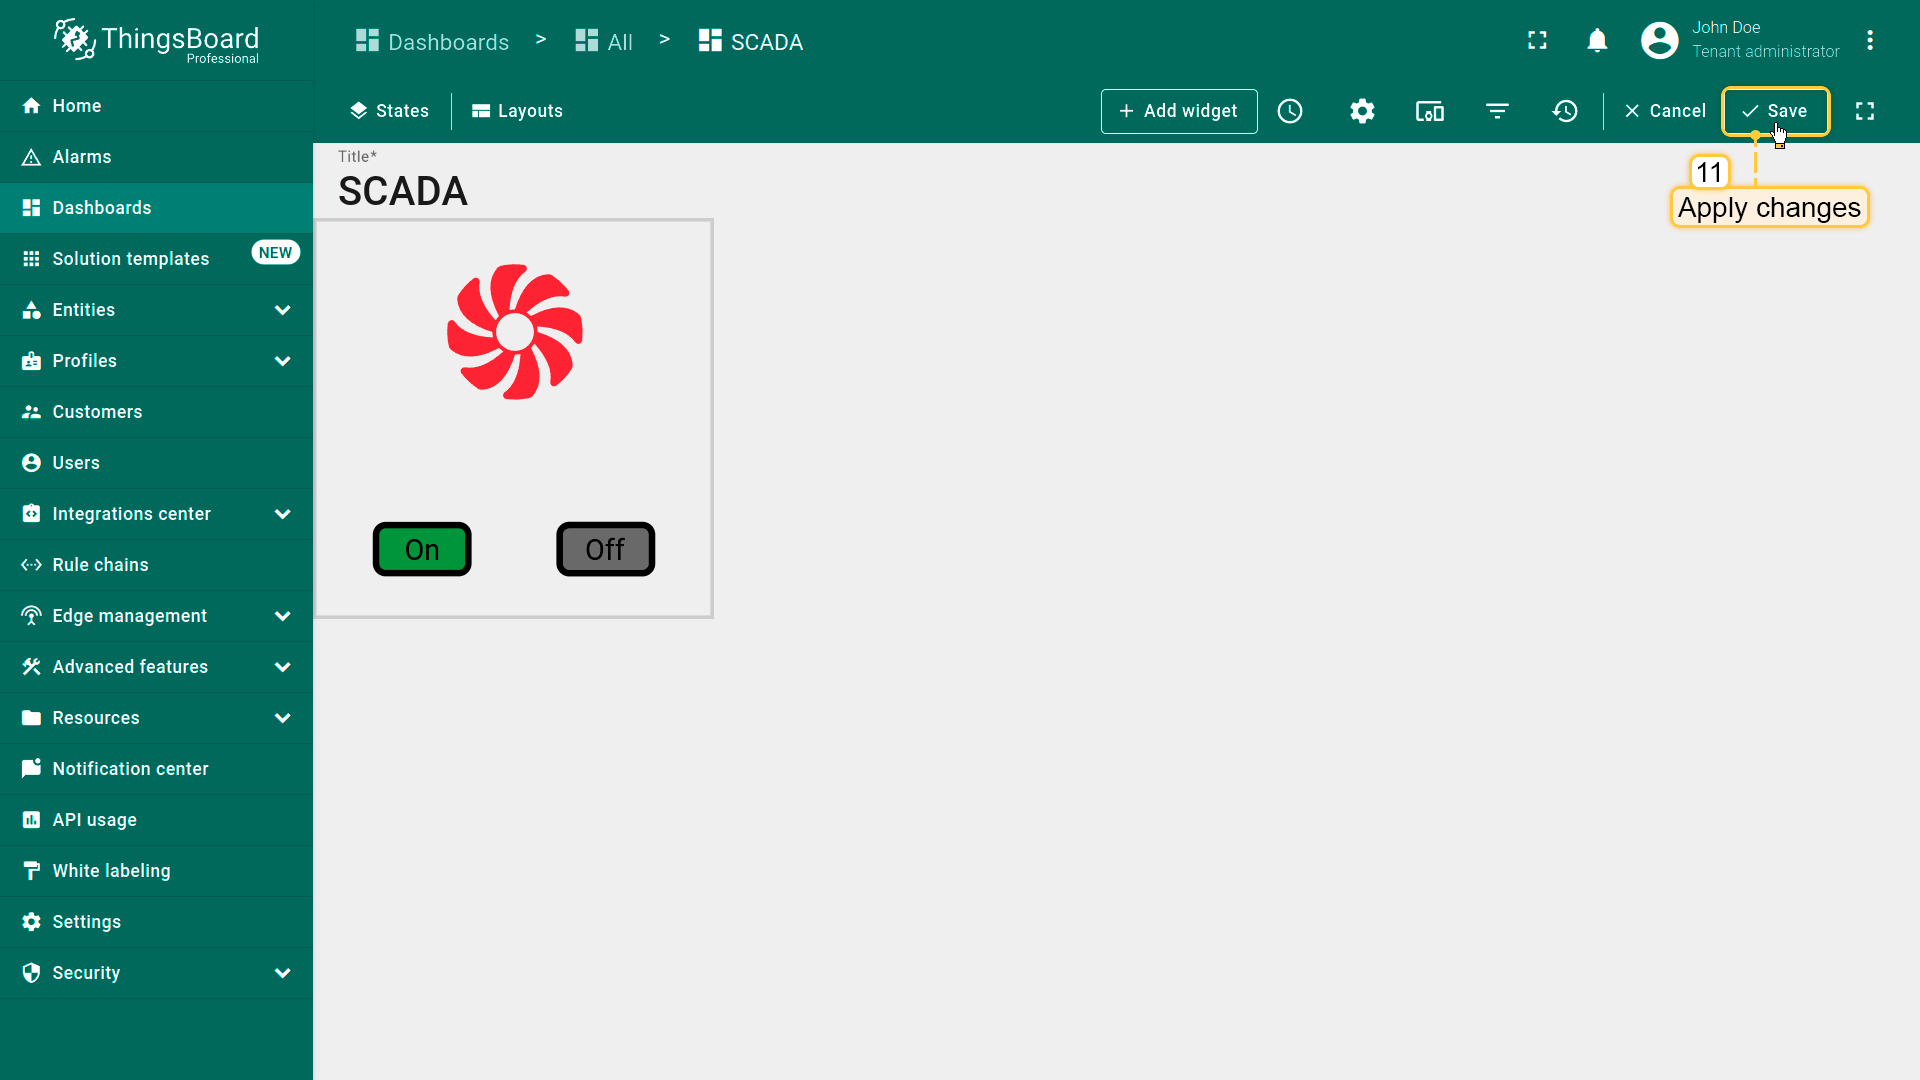 ThingsBoard
Professional
Dashboards > All > SCADA
John Doe
Tenant administrator
States
Layouts
+ Add widget
Cancel
Save
11
Apply changes
Home
Alarms
Dashboards
Solution templates NEW
Entities
Profiles
Customers
Users
Integrations center
Rule chains
Edge management
Advanced features
Resources
Notification center
API usage
White labeling
Settings
Security
Title*
SCADA
On
Off